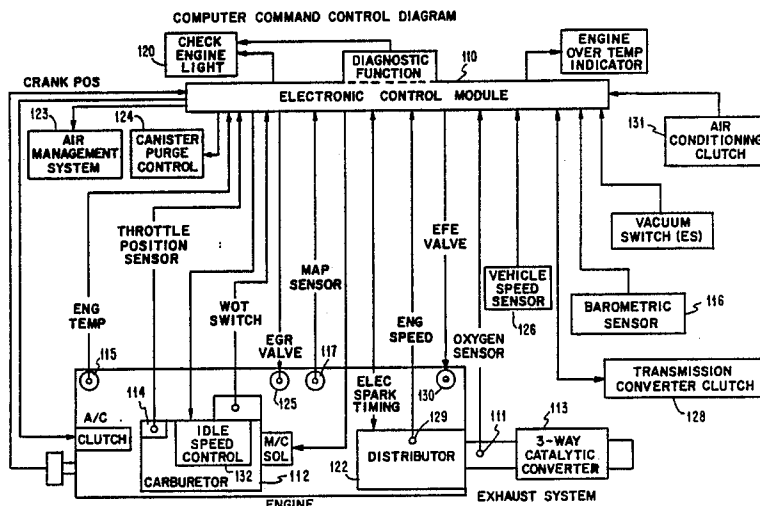 COMPUTER COMMAND CONTROL DIAGRAM
120
CHECK
ENGINE
LIGHT
DIAGNOSTIC
FUNCTION
110
ENGINE
OVER TEMP
INDICATOR
CRANK POS
ELECTRONIC CONTROL MODULE
123
AIR
MANAGEMENT
SYSTEM
124
CANISTER
PURGE CONTROL
131
AIR
CONDITIONING
CLUTCH
THROTTLE
POSITION
SENSOR
EFE
VALVE
VACUUM
SWITCH (ES)
MAP
SENSOR
VEHICLE
SPEED
SENSOR
126
BAROMETRIC
SENSOR
116
ENG
TEMP
WOT
SWITCH
EGR
VALVE
ENG
SPEED
OXYGEN
SENSOR
115
125
117
130
ELEC
SPARK
TIMING
TRANSMISSION
CONVERTER CLUTCH
128
A/C
CLUTCH
114
IDLE
SPEED
CONTROL
132
CARBURETOR
112
M/C
SOL
129
DISTRIBUTOR
122
111
113
3-WAY
CATALYTIC
CONVERTER
ENGINE
EXHAUST SYSTEM